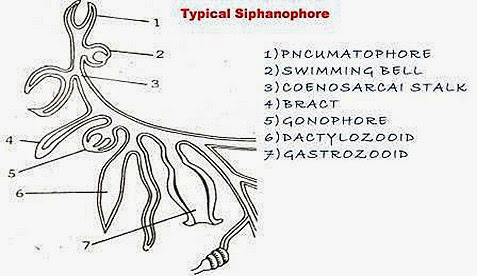 Typical Siphanophore
1) PNCUMATOPHORE
2) SWIMMING BELL
3) COENOSARCAI STALK
4) BRACT
5) GONOPHORE
6) DACTYLOZOOID
7) GASTROZOOID
1
2
3
4
5
6
7